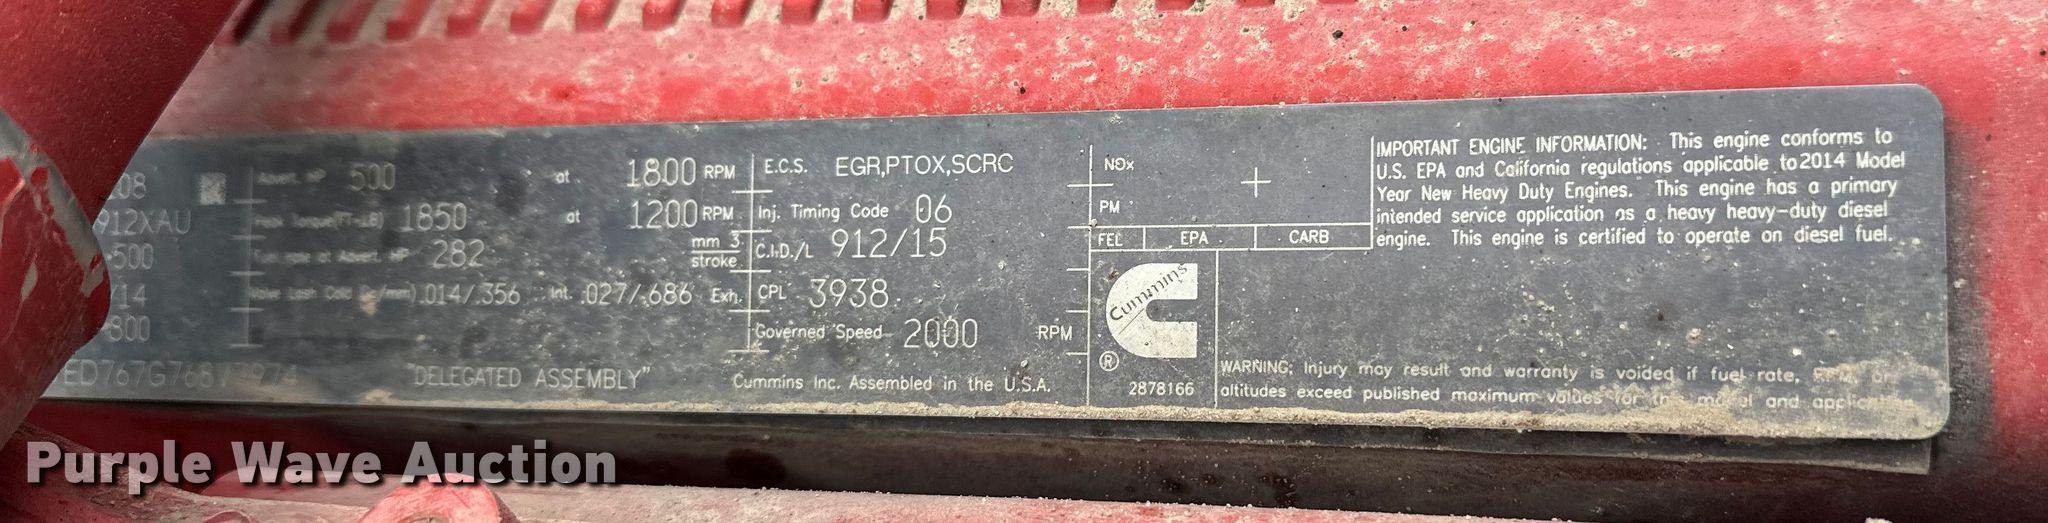 208
Advert. HP 500 at 1800 RPM
E.C.S. EGR,PTOX,SCRC
NOx
912XAU
Peak Torque(FT-LB) 1850 at 1200 RPM
Inj. Timing Code 06
PM
-500
Fuel rate at Advert. HP 282 mm 3 stroke
C.I.D./L 912/15
FEL EPA CARB
/14
Valve Lash Cold .014/.356 Int. .027/.686 Exh.
CPL 3938
800
Governed Speed 2000 RPM
"DELEGATED ASSEMBLY"
Cummins Inc. Assembled in the U.S.A.
Cummins
®
2878166
IMPORTANT ENGINE INFORMATION: This engine conforms to
U.S. EPA and California regulations applicable to 2014 Model
Year New Heavy Duty Engines. This engine has a primary
intended service application as a heavy heavy-duty diesel
engine. This engine is certified to operate on diesel fuel.
WARNING: Injury may result and warranty is voided if fuel rate, RPM, or
altitudes exceed published maximum values for this model and application
Purple Wave Auction